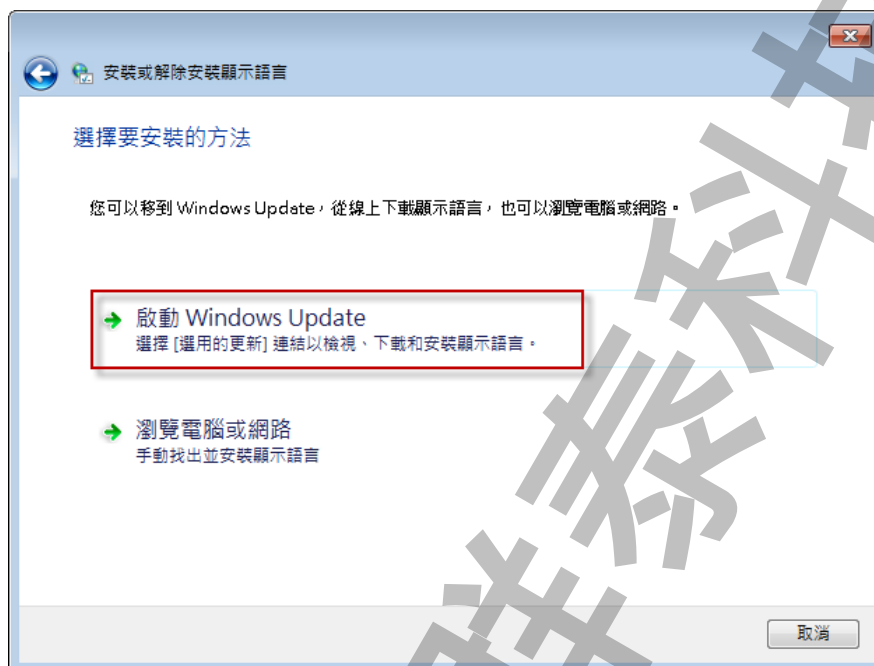 安裝或解除安裝顯示語言
選擇要安裝的方法
您可以移到 Windows Update，從線上下載顯示語言，也可以瀏覽電腦或網路。
啟動 Windows Update
選擇 [選用的更新] 連結以檢視、下載和安裝顯示語言。
瀏覽電腦或網路
手動找出並安裝顯示語言
取消